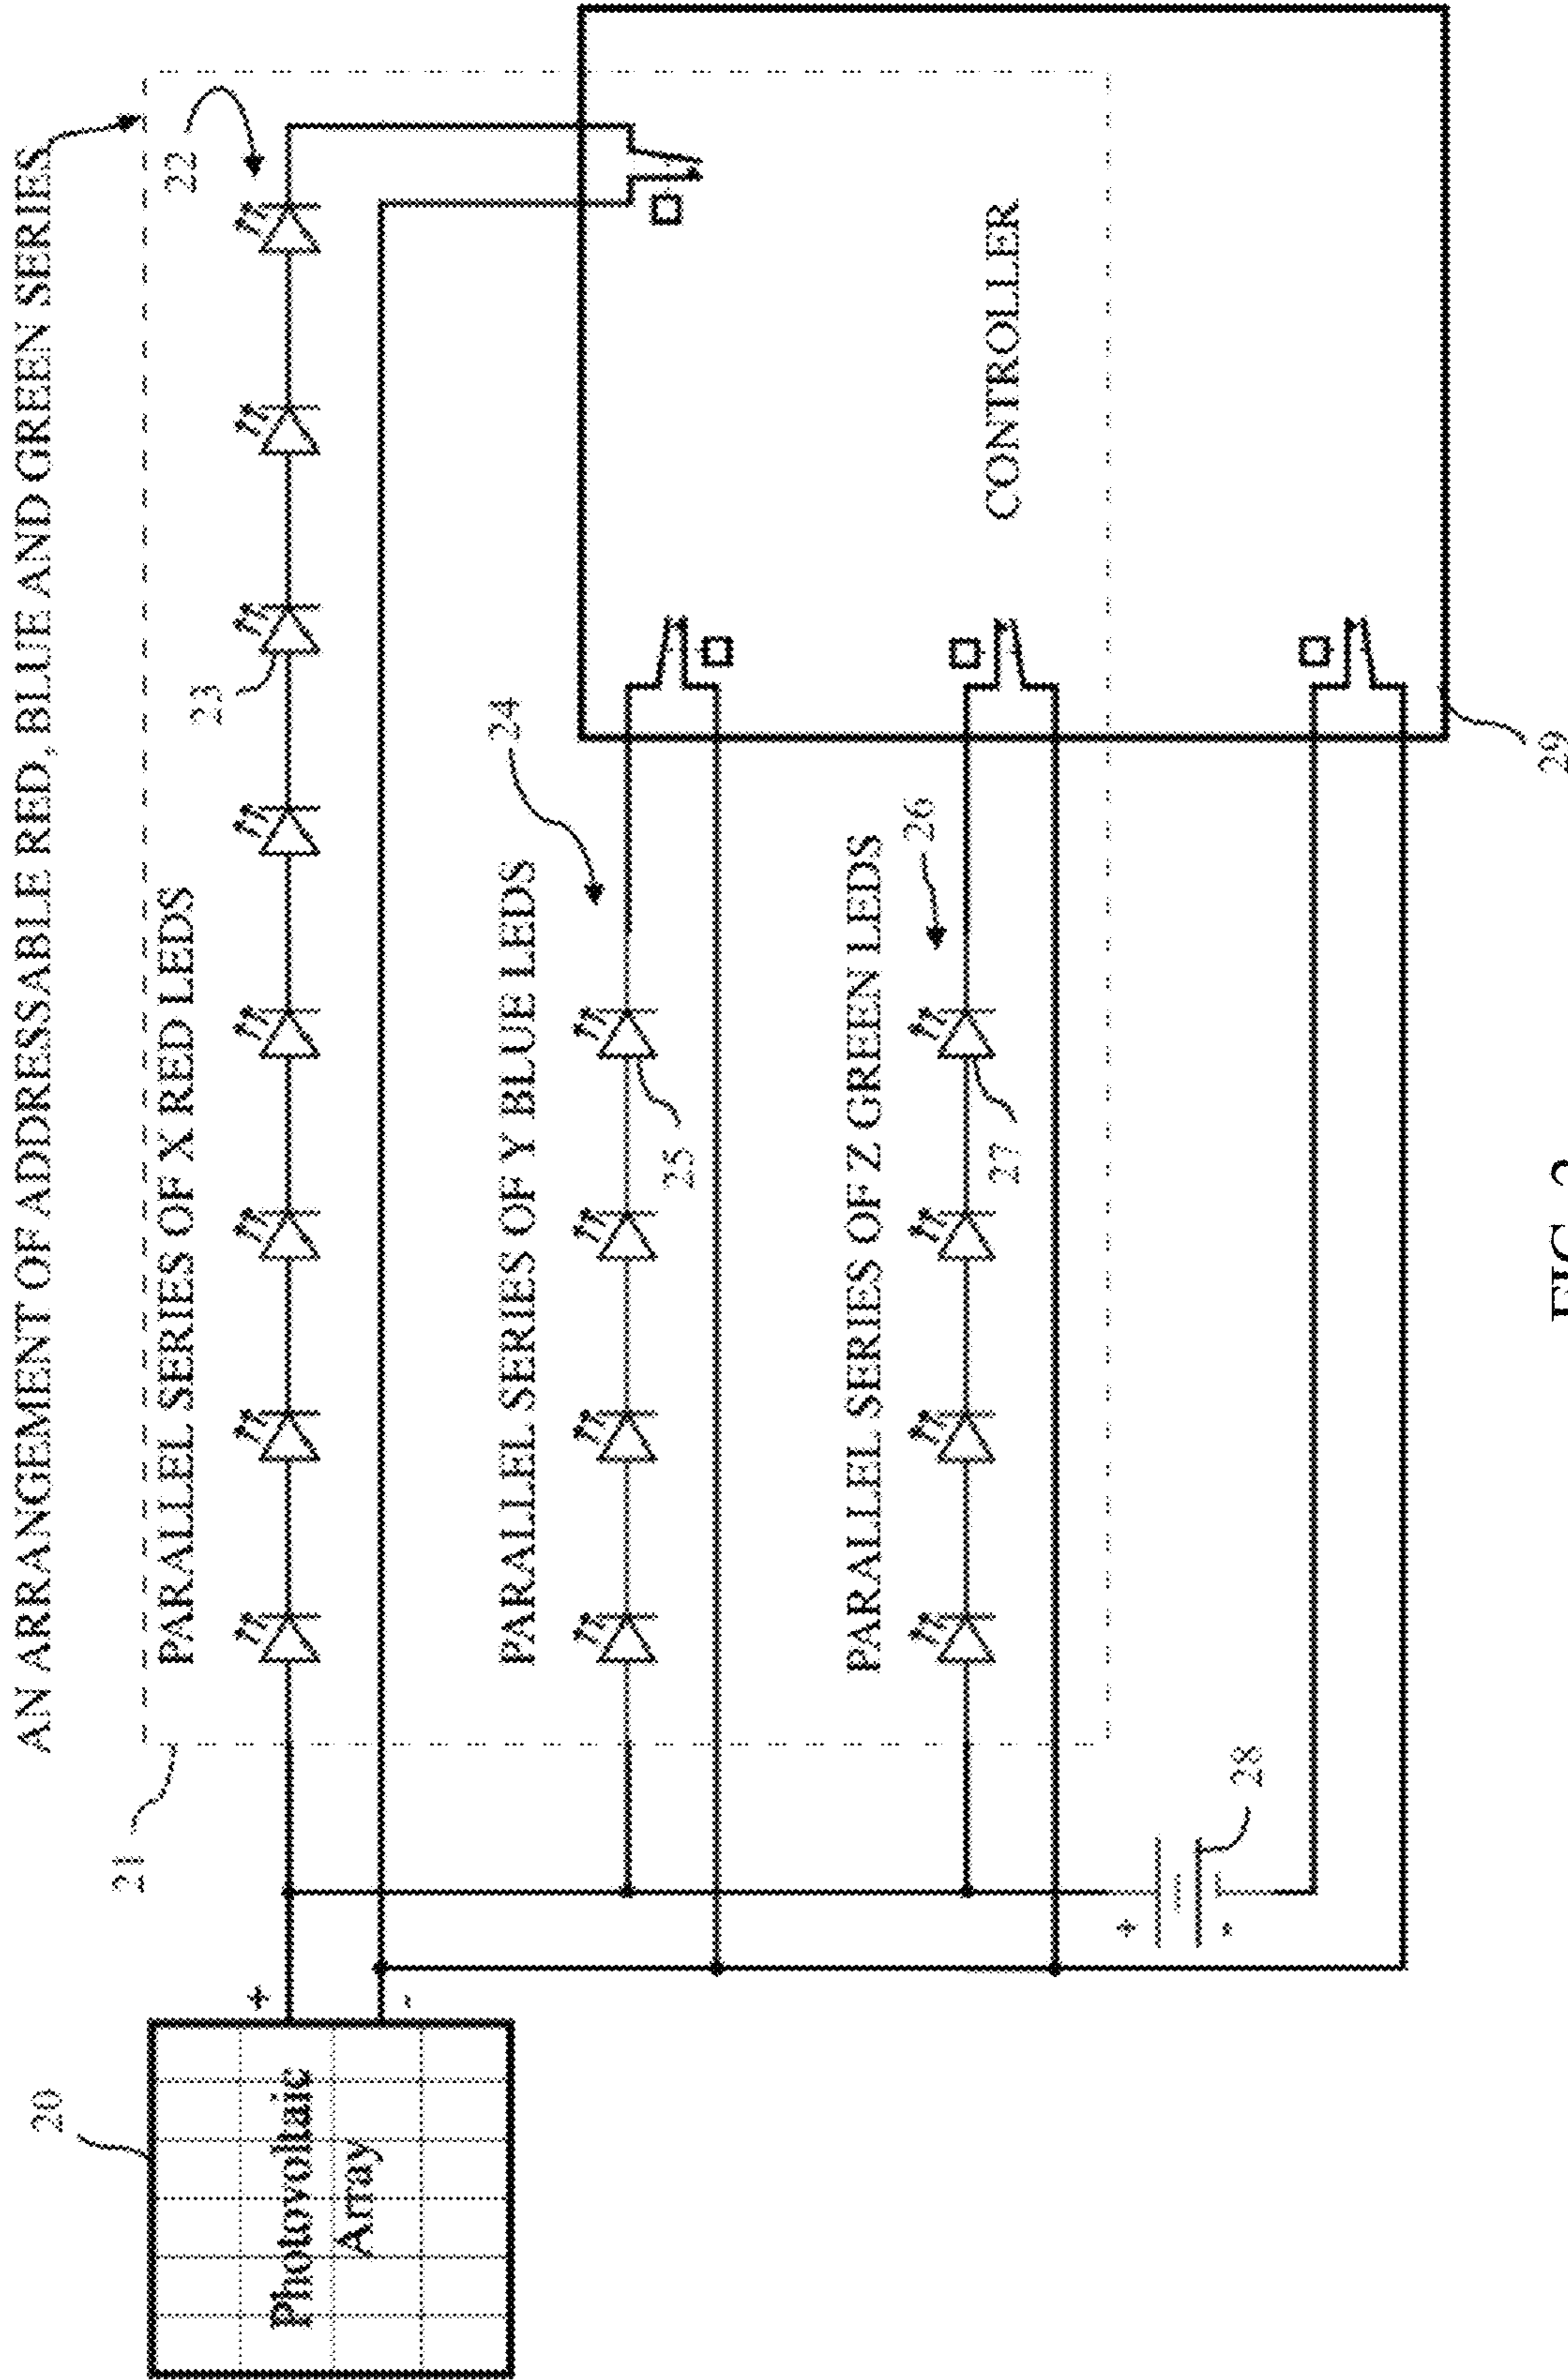 AN ARRANGEMENT OF ADDRESSABLE RED, BLUE AND GREEN SERIES
20
+
-
Photovoltaic
Array
21
22
PARALLEL SERIES OF X RED LEDS
23
24
PARALLEL SERIES OF Y BLUE LEDS
25
26
PARALLEL SERIES OF Z GREEN LEDS
27
CONTROLLER
+
-
28
29